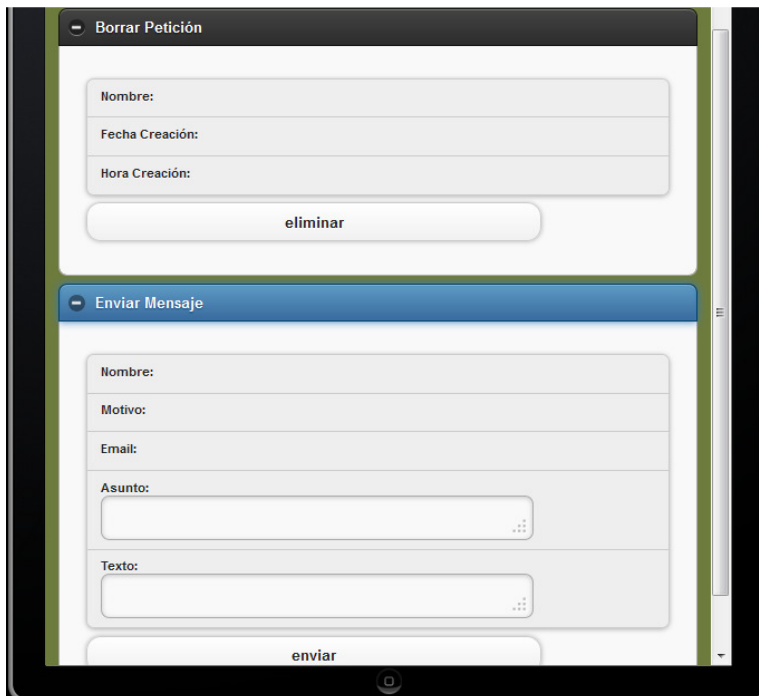 Borrar Petición
Nombre:
Fecha Creación:
Hora Creación:
eliminar
Enviar Mensaje
Nombre:
Motivo:
Email:
Asunto:
Texto:
enviar